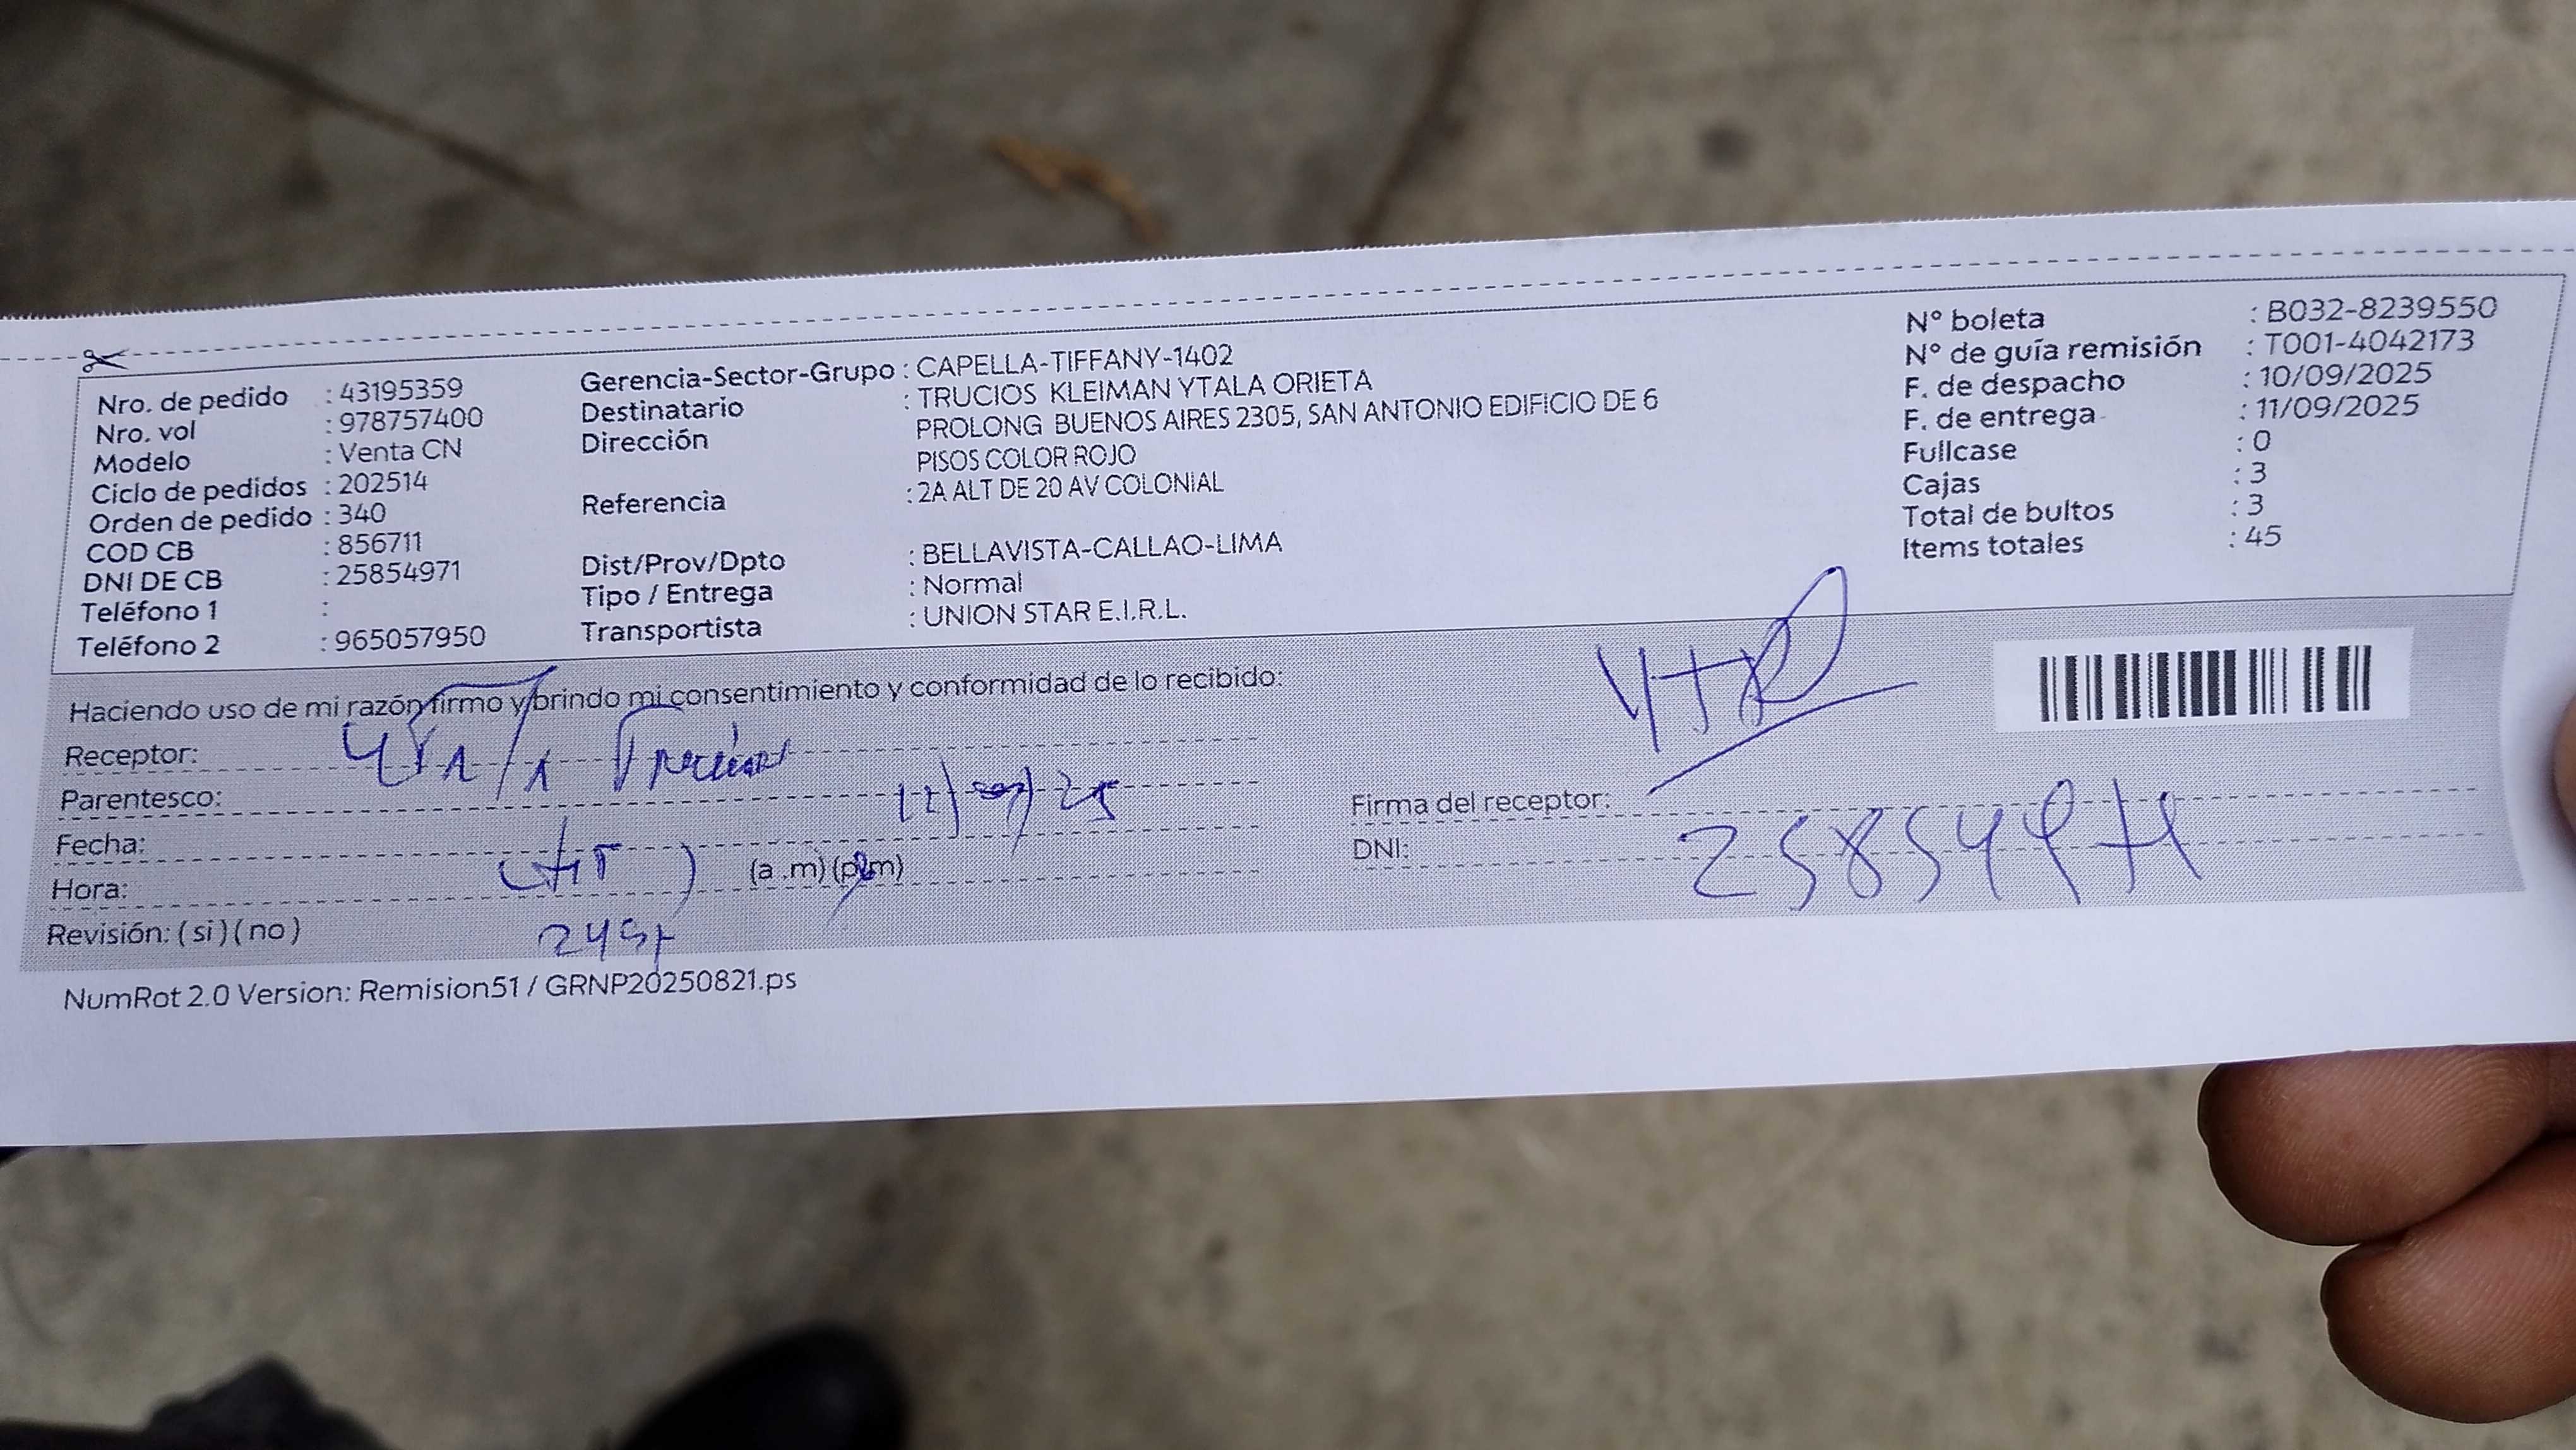 Nro. de pedido : 43195359
Nro. vol : 978757400
Modelo : Venta CN
Ciclo de pedidos : 202514
Orden de pedido : 340
COD CB : 856711
DNI DE CB : 25854971
Teléfono 1 :
Teléfono 2 : 965057950
Gerencia-Sector-Grupo : CAPELLA-TIFFANY-1402
Destinatario : TRUCIOS KLEIMAN YTALA ORIETA
Dirección PROLONG BUENOS AIRES 2305, SAN ANTONIO EDIFICIO DE 6
PISOS COLOR ROJO
Referencia : 2A ALT DE 20 AV COLONIAL
Dist/Prov/Dpto : BELLAVISTA-CALLAO-LIMA
Tipo / Entrega : Normal
Transportista : UNION STAR E.I.R.L.
N° boleta : B032-8239550
N° de guía remisión : T001-4042173
F. de despacho : 10/09/2025
F. de entrega : 11/09/2025
Fullcase : 0
Cajas : 3
Total de bultos : 3
Items totales : 45
Haciendo uso de mi razón firmo y brindo mi consentimiento y conformidad de lo recibido:
Receptor:
Parentesco:
Fecha:
Hora: (a .m) (p.m)
Revisión: ( si ) ( no )
Firma del receptor:
DNI: 25854971
NumRot 2.0 Version: Remision51 / GRNP20250821.ps